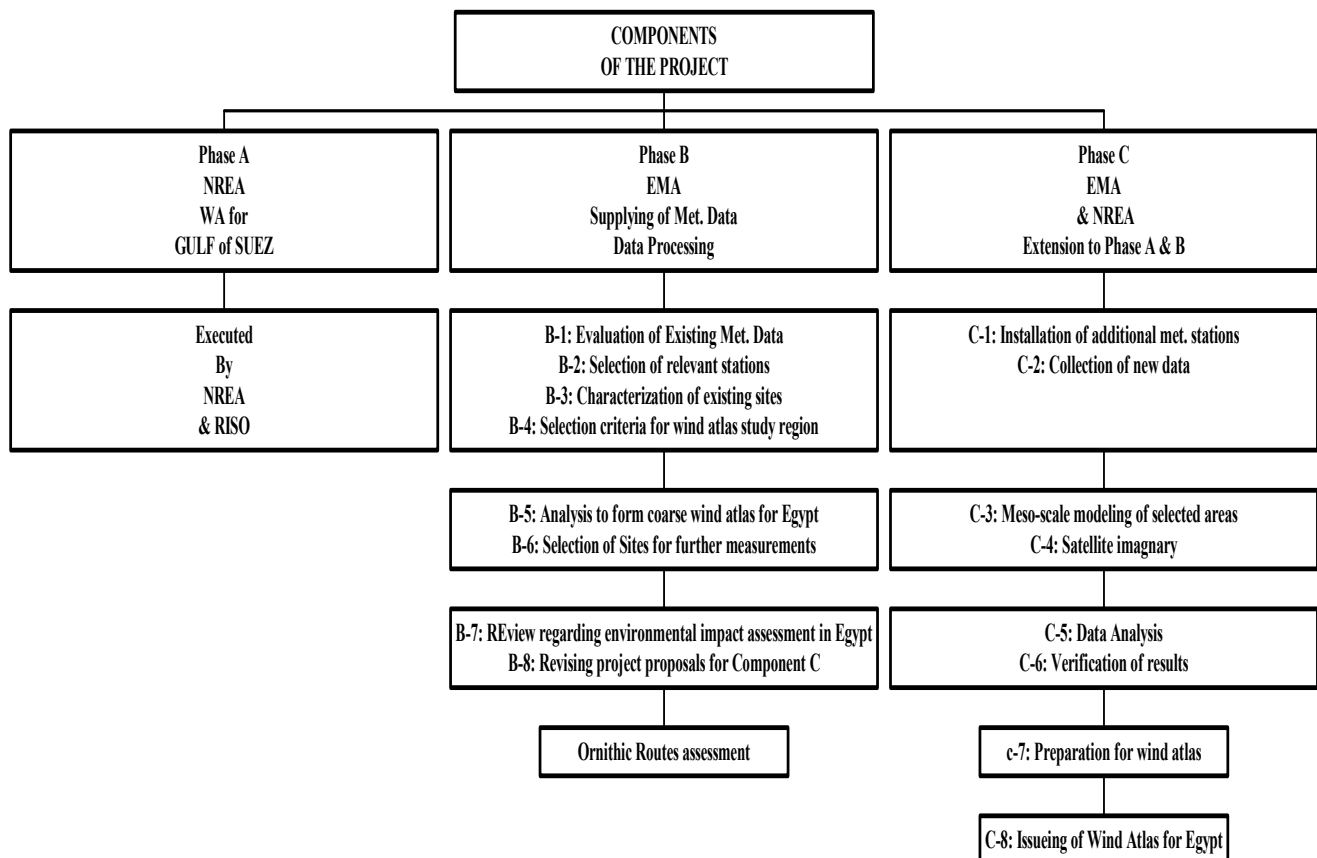 COMPONENTS
OF THE PROJECT
Phase A
NREA
WA for
GULF of SUEZ
Phase B
EMA
Supplying of Met. Data
Data Processing
Phase C
EMA
& NREA
Extension to Phase A & B
Executed
By
NREA
& RISO
B-1: Evaluation of Existing Met. Data
B-2: Selection of relevant stations
B-3: Characterization of existing sites
B-4: Selection criteria for wind atlas study region
C-1: Installation of additional met. stations
C-2: Collection of new data
B-5: Analysis to form coarse wind atlas for Egypt
B-6: Selection of Sites for further measurements
C-3: Meso-scale modeling of selected areas
C-4: Satellite imagnary
B-7: REview regarding environmental impact assessment in Egypt
B-8: Revising project proposals for Component C
C-5: Data Analysis
C-6: Verification of results
Ornithic Routes assessment
c-7: Preparation for wind atlas
C-8: Issueing of Wind Atlas for Egypt